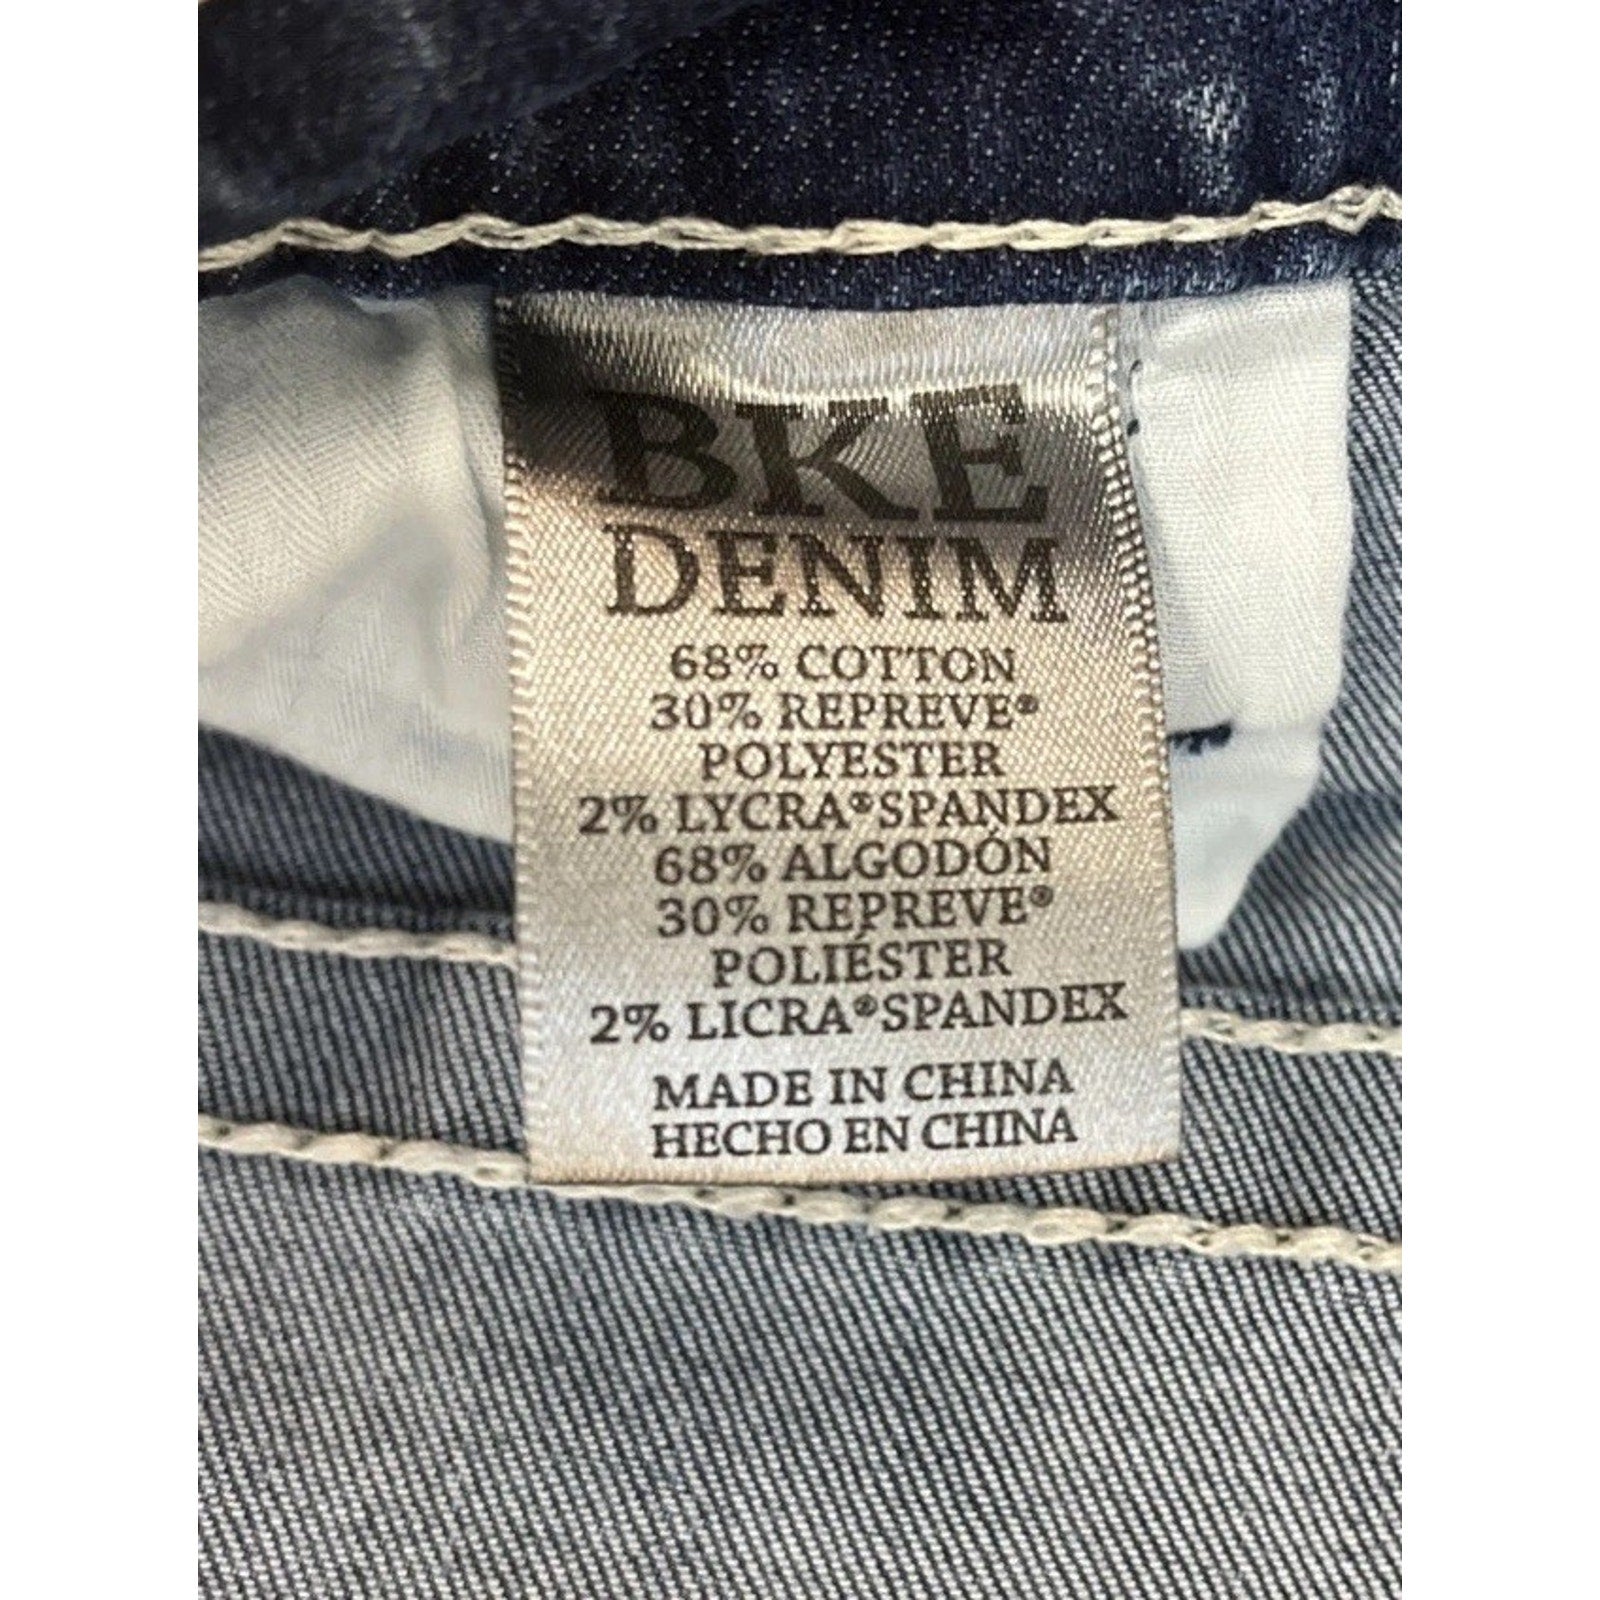 BKE
DENIM
68% COTTON
30% REPREVE®
POLYESTER
2% LYCRA® SPANDEX
68% ALGODÓN
30% REPREVE®
POLIÉSTER
2% LICRA® SPANDEX
MADE IN CHINA
HECHO EN CHINA